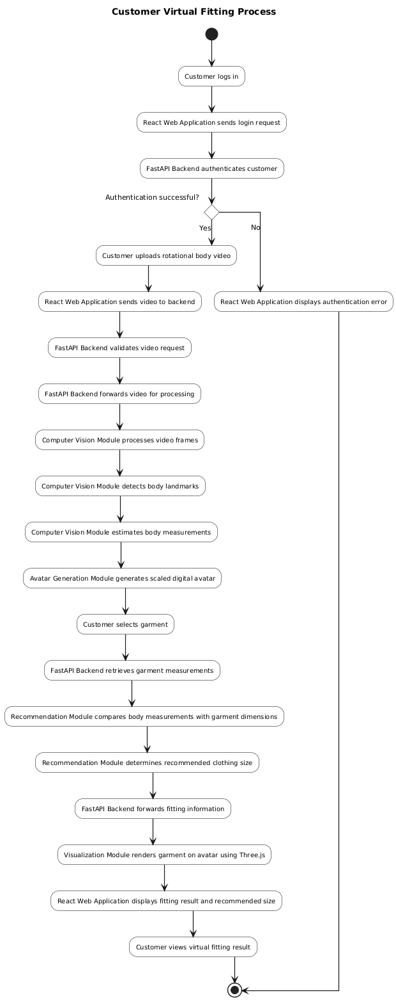 Customer Virtual Fitting Process
Customer logs in
React Web Application sends login request
FastAPI Backend authenticates customer
Authentication successful?
Yes
No
Customer uploads rotational body video
React Web Application sends video to backend
React Web Application displays authentication error
FastAPI Backend validates video request
FastAPI Backend forwards video for processing
Computer Vision Module processes video frames
Computer Vision Module detects body landmarks
Computer Vision Module estimates body measurements
Avatar Generation Module generates scaled digital avatar
Customer selects garment
FastAPI Backend retrieves garment measurements
Recommendation Module compares body measurements with garment dimensions
Recommendation Module determines recommended clothing size
FastAPI Backend forwards fitting information
Visualization Module renders garment on avatar using Three.js
React Web Application displays fitting result and recommended size
Customer views virtual fitting result